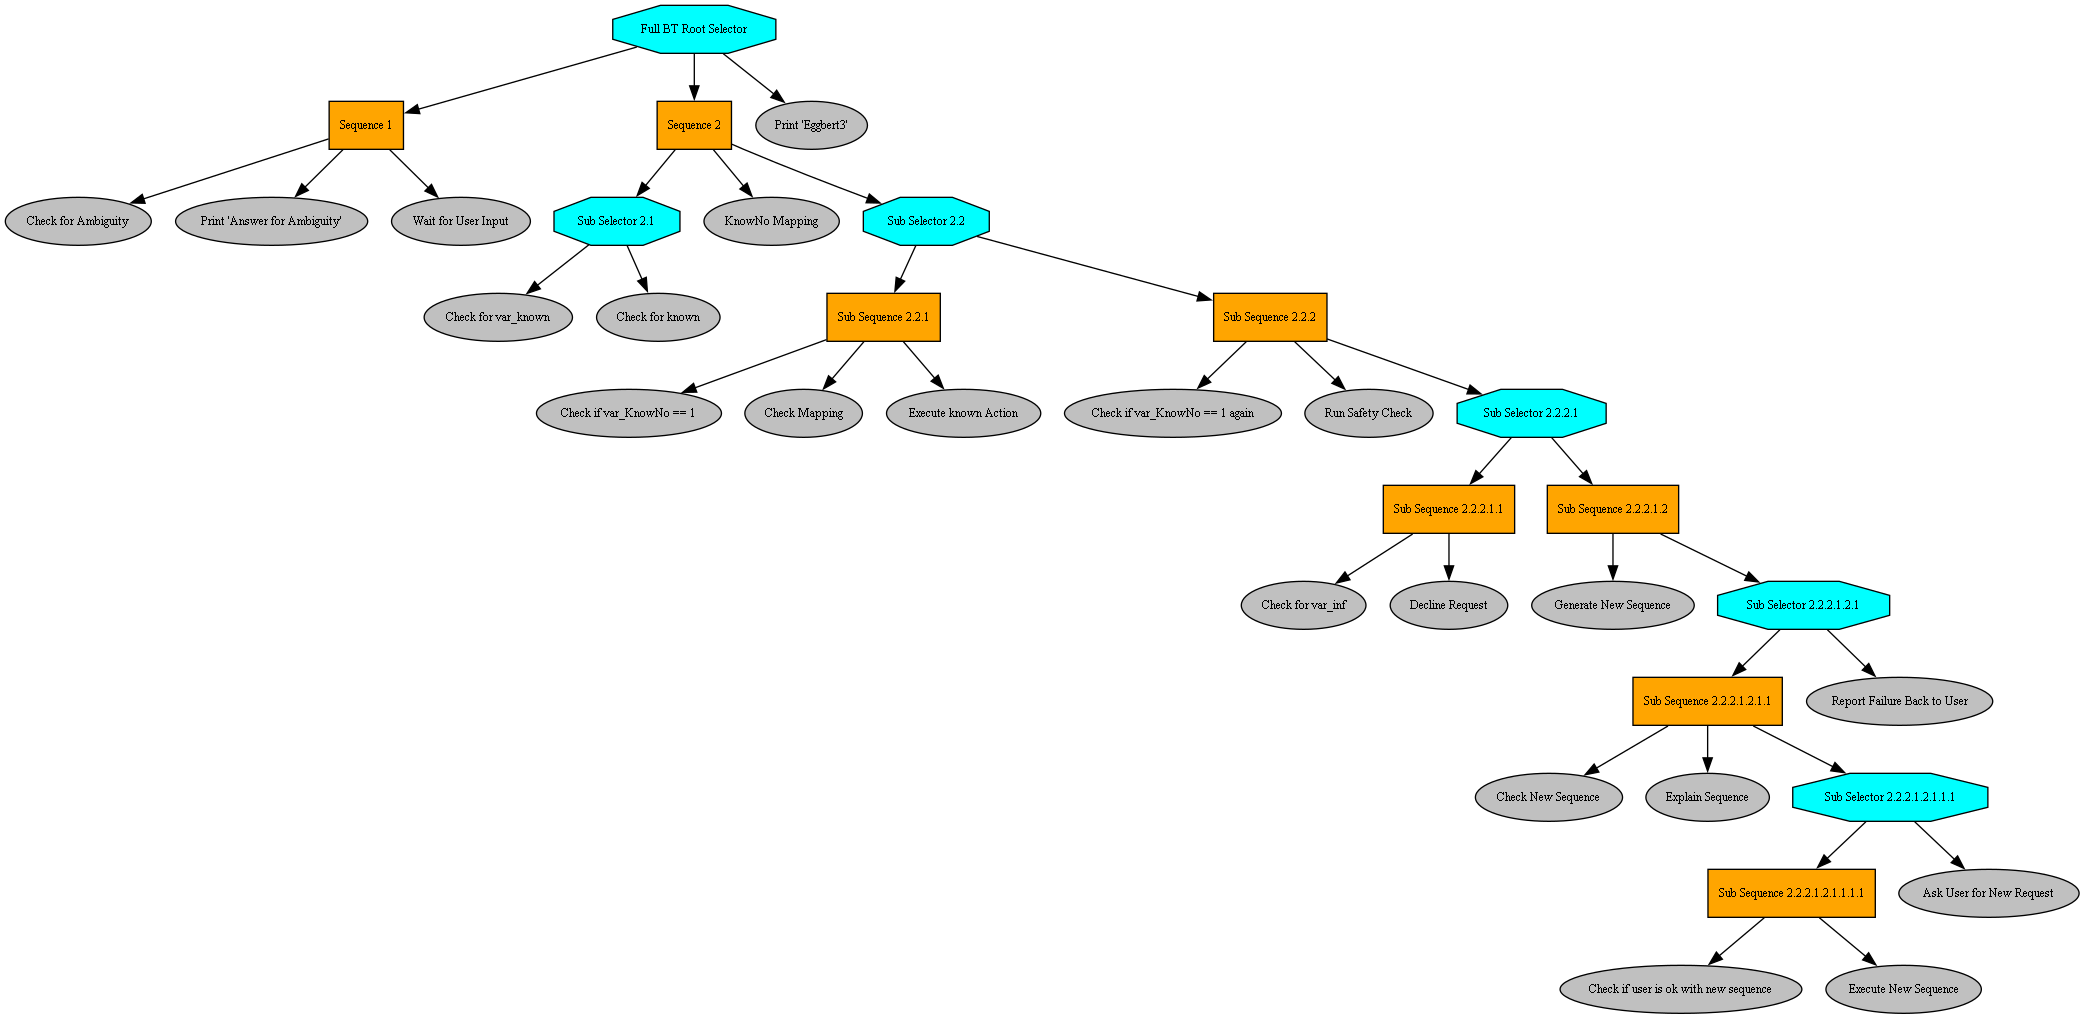 Full BT Root Selector
Sequence 1
Sequence 2
Print 'Eggbert3'
Check for Ambiguity
Print 'Answer for Ambiguity'
Wait for User Input
Sub Selector 2.1
KnowNo Mapping
Sub Selector 2.2
Check for var_known
Check for known
Sub Sequence 2.2.1
Sub Sequence 2.2.2
Check if var_KnowNo == 1
Check Mapping
Execute known Action
Check if var_KnowNo == 1 again
Run Safety Check
Sub Selector 2.2.2.1
Sub Sequence 2.2.2.1.1
Sub Sequence 2.2.2.1.2
Check for var_inf
Decline Request
Generate New Sequence
Sub Selector 2.2.2.1.2.1
Sub Sequence 2.2.2.1.2.1.1
Report Failure Back to User
Check New Sequence
Explain Sequence
Sub Selector 2.2.2.1.2.1.1.1
Sub Sequence 2.2.2.1.2.1.1.1.1
Ask User for New Request
Check if user is ok with new sequence
Execute New Sequence